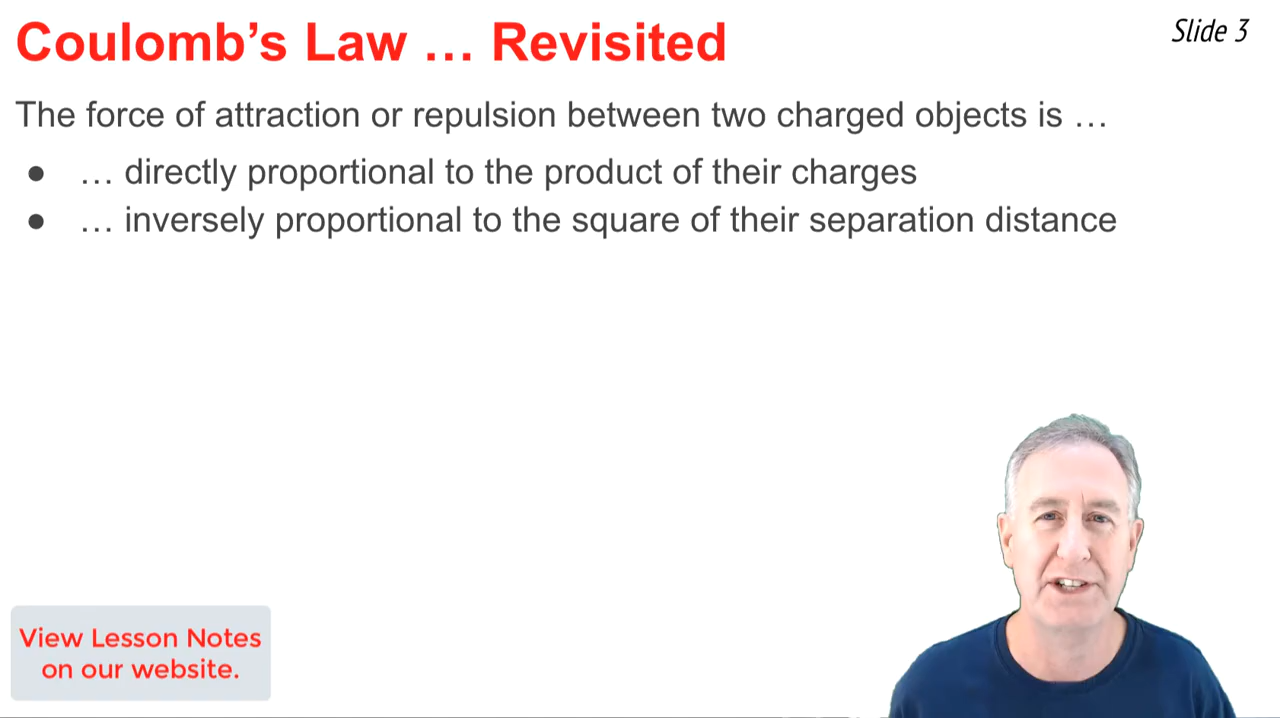 Coulomb’s Law … Revisited
Slide 3
The force of attraction or repulsion between two charged objects is …
● … directly proportional to the product of their charges
● … inversely proportional to the square of their separation distance
View Lesson Notes
on our website.